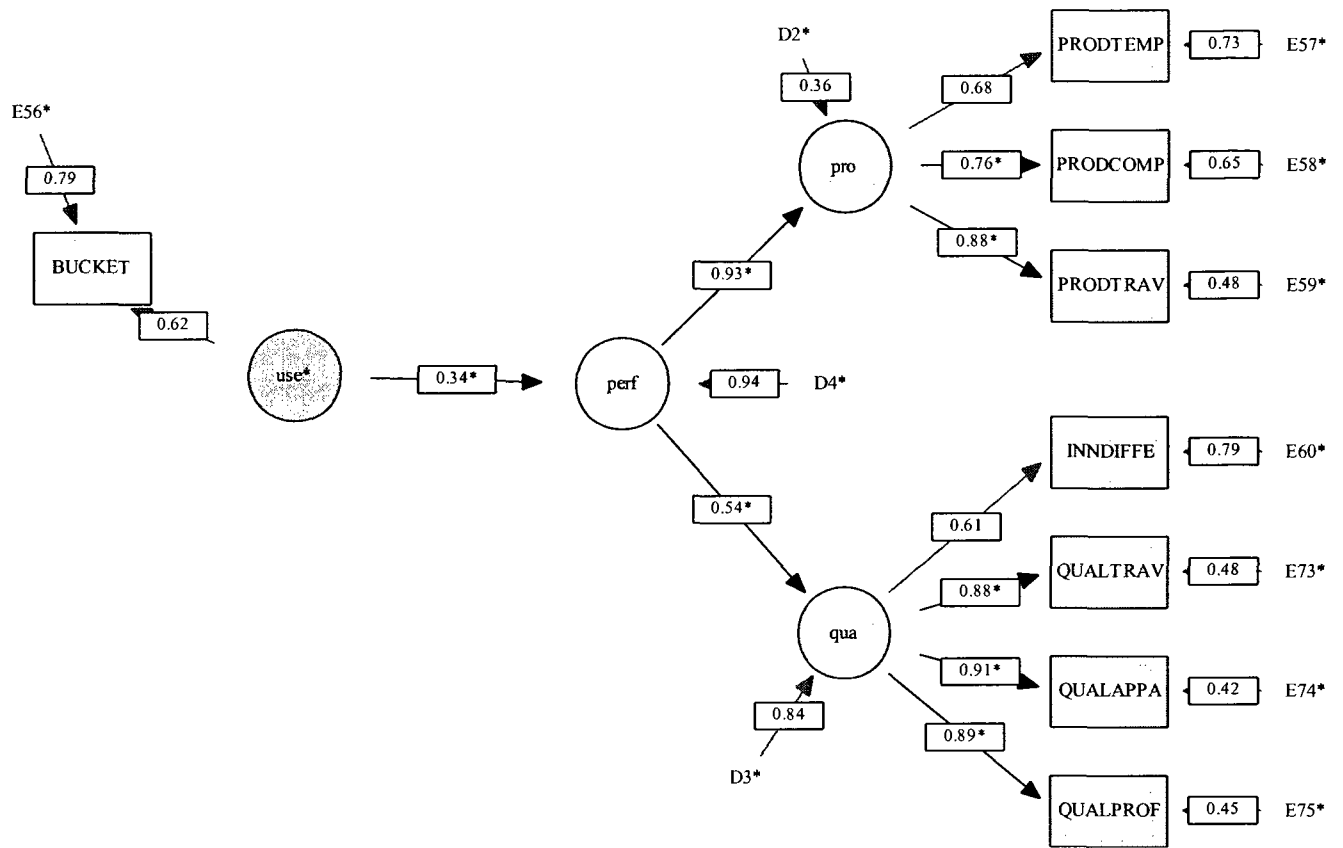 E56*
0.79
BUCKET
0.62
use*
0.34*
perf
0.94
D4*
0.93*
0.54*
D2*
0.36
pro
0.68
0.76*
0.88*
PRODTEMP
0.73
E57*
PRODCOMP
0.65
E58*
PRODTRAV
0.48
E59*
D3*
0.84
qua
0.61
0.88*
0.91*
0.89*
INNDIFFE
0.79
E60*
QUALTRAV
0.48
E73*
QUALAPPA
0.42
E74*
QUALPROF
0.45
E75*